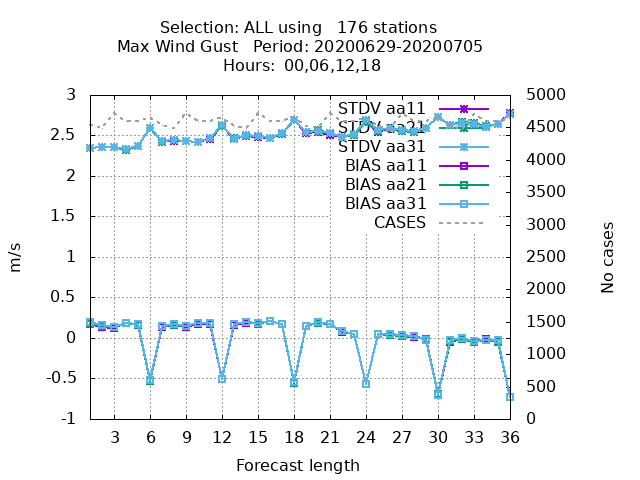 Selection: ALL using   176 stations
Max Wind Gust   Period: 20200629-20200705
Hours:  00,06,12,18
3
2.5
2
1.5
1
0.5
0
-0.5
-1
5000
4500
4000
3500
3000
2500
2000
1500
1000
500
0
STDV aa11
STDV aa21
STDV aa31
BIAS aa11
BIAS aa21
BIAS aa31
CASES
m/s
No cases
3 6 9 12 15 18 21 24 27 30 33 36
Forecast length